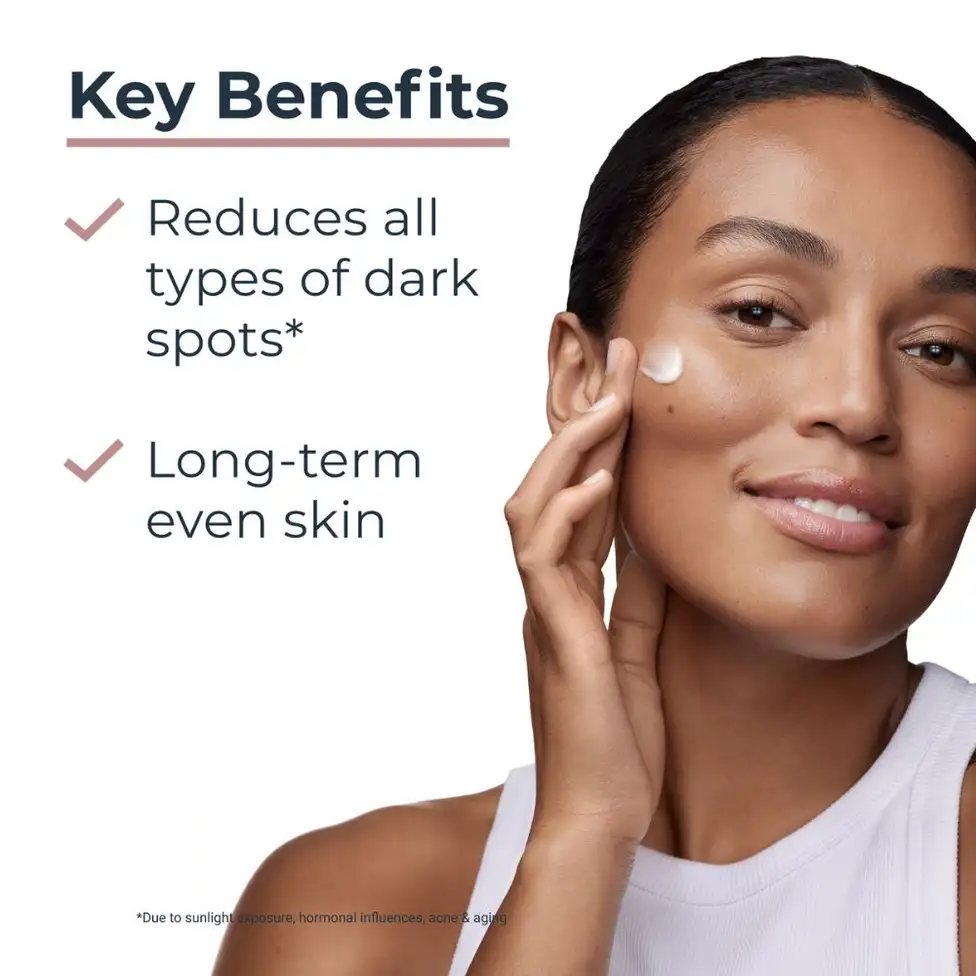 Key Benefits
Reduces all
types of dark
spots*
Long-term
even skin
*Due to sunlight exposure, hormonal influences, acne & aging